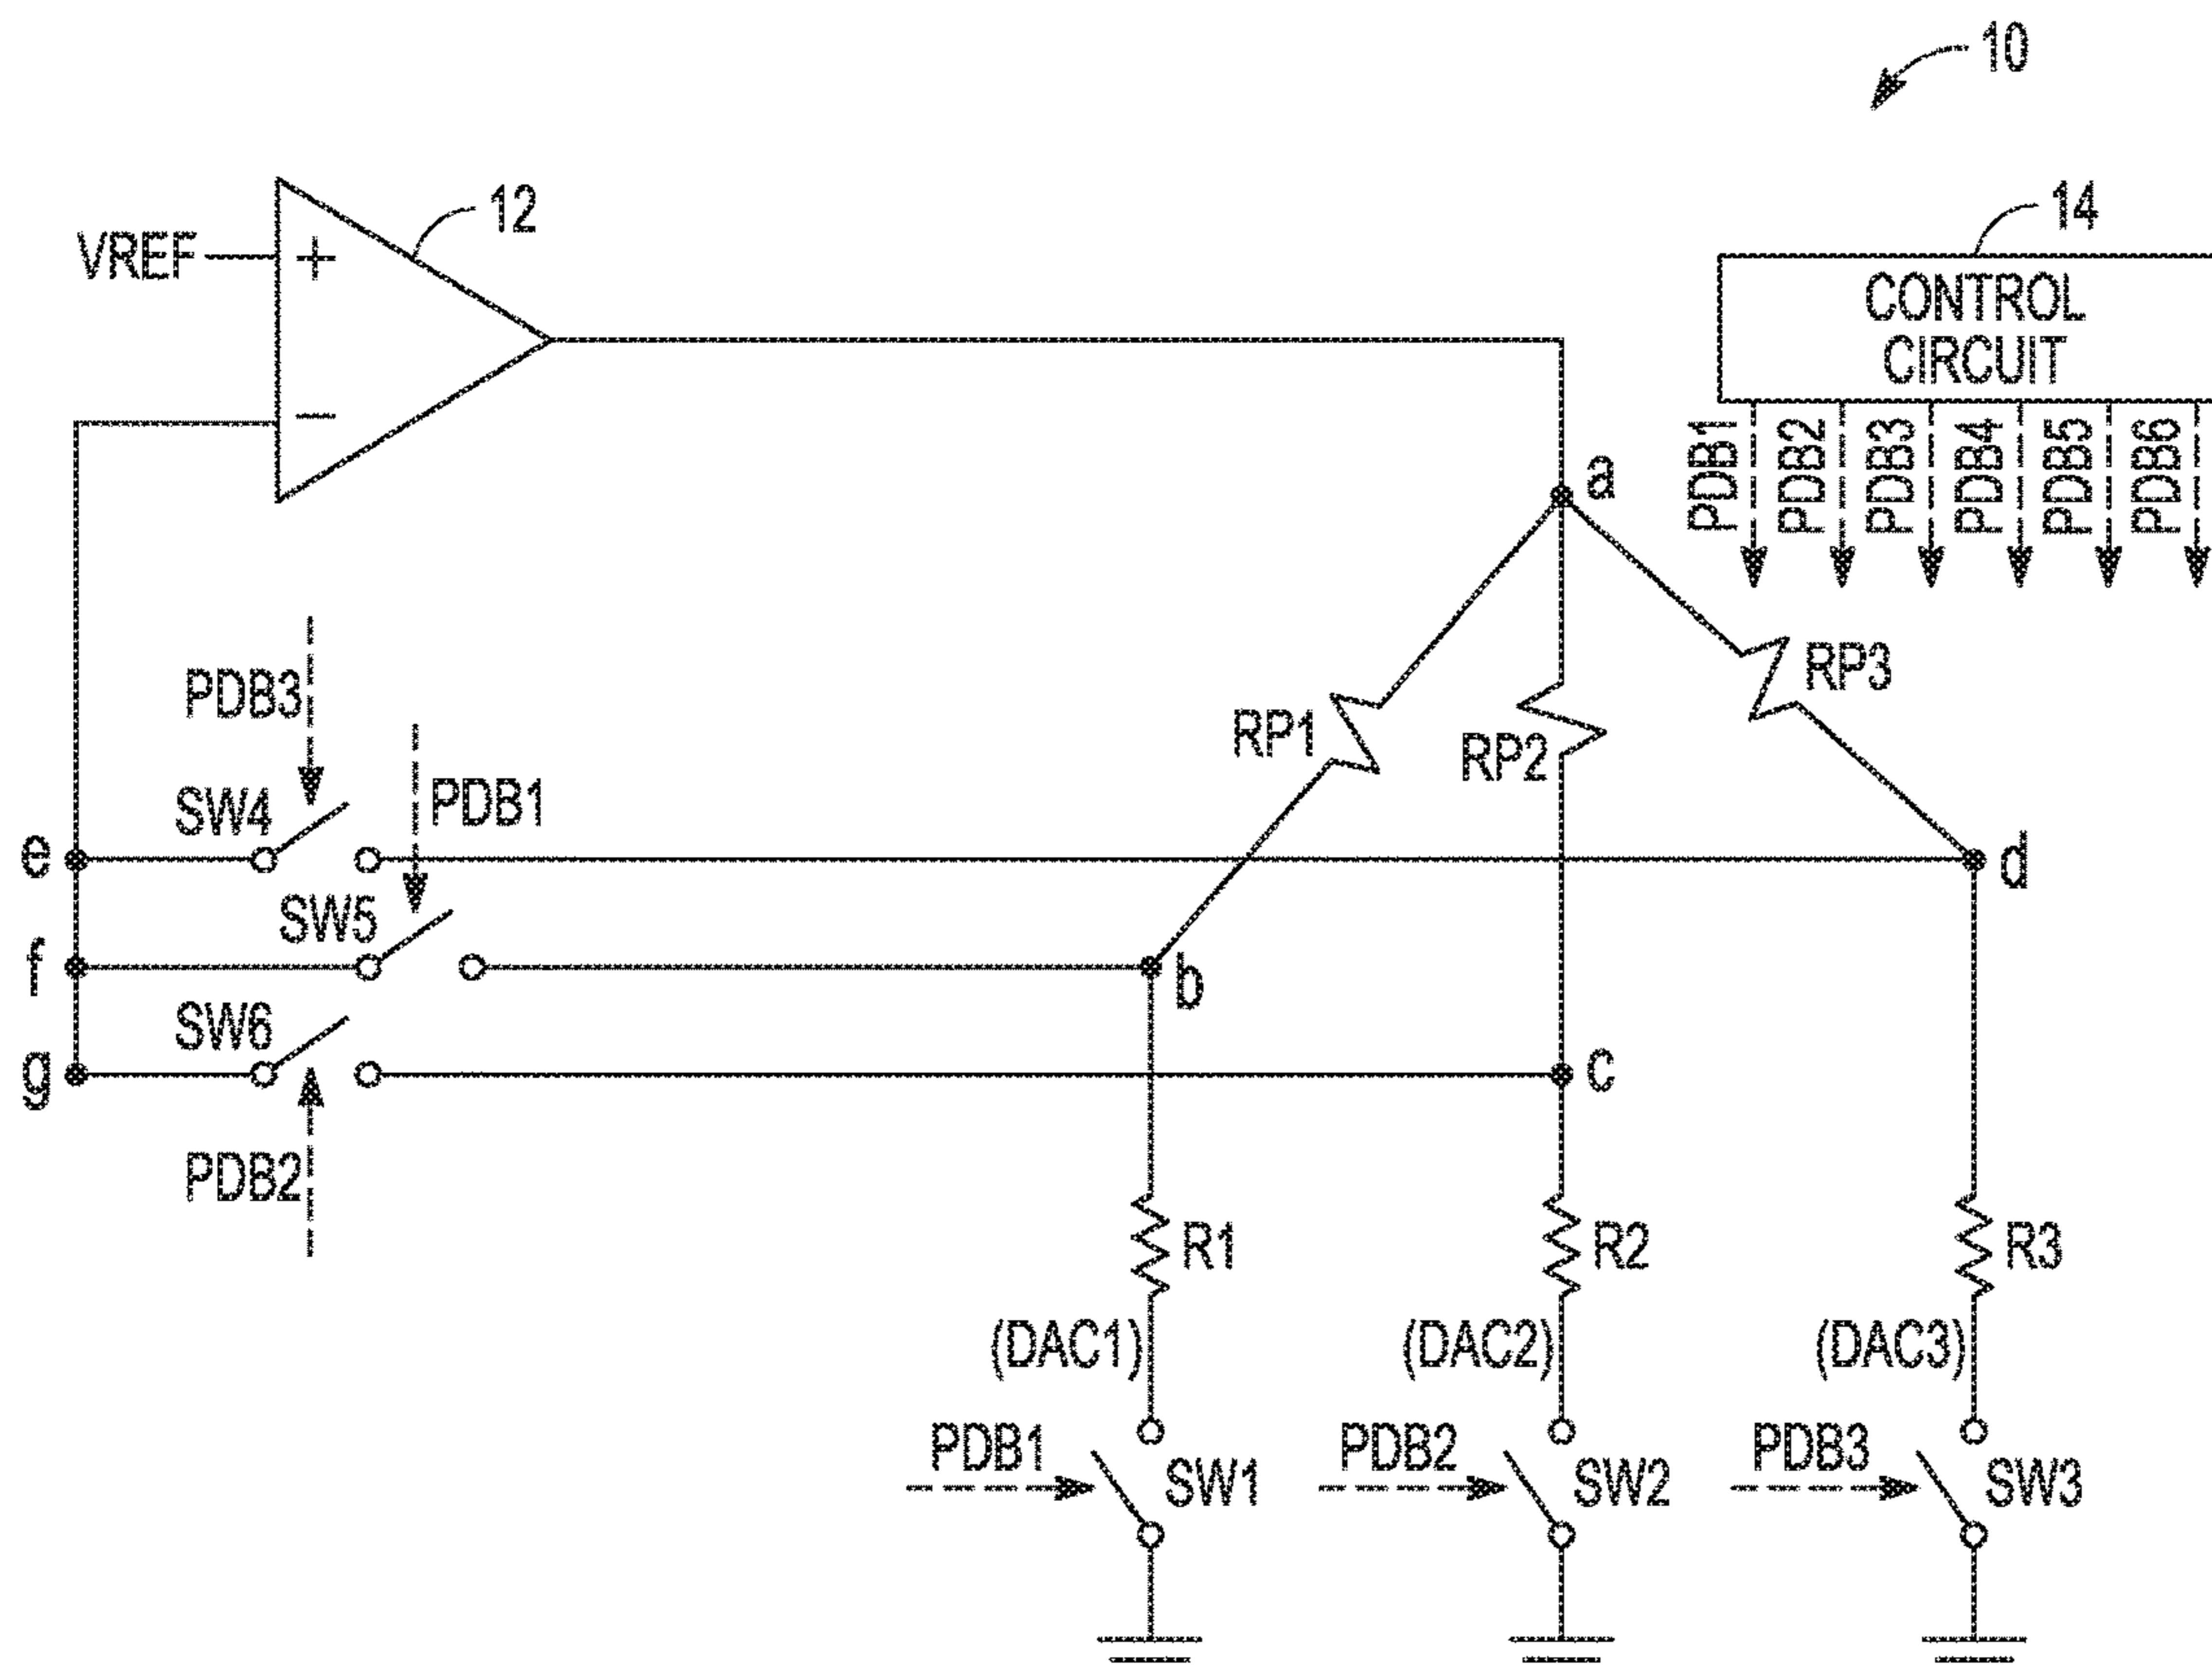 10
12
VREF
+
−
14
CONTROL
CIRCUIT
PDB1
PDB2
PDB3
PDB4
PDB5
PDB6
a
RP1
RP2
RP3
PDB3
PDB1
SW4
e
d
SW5
f
b
SW6
g
c
PDB2
R1
R2
R3
(DAC1)
(DAC2)
(DAC3)
PDB1
SW1
PDB2
SW2
PDB3
SW3